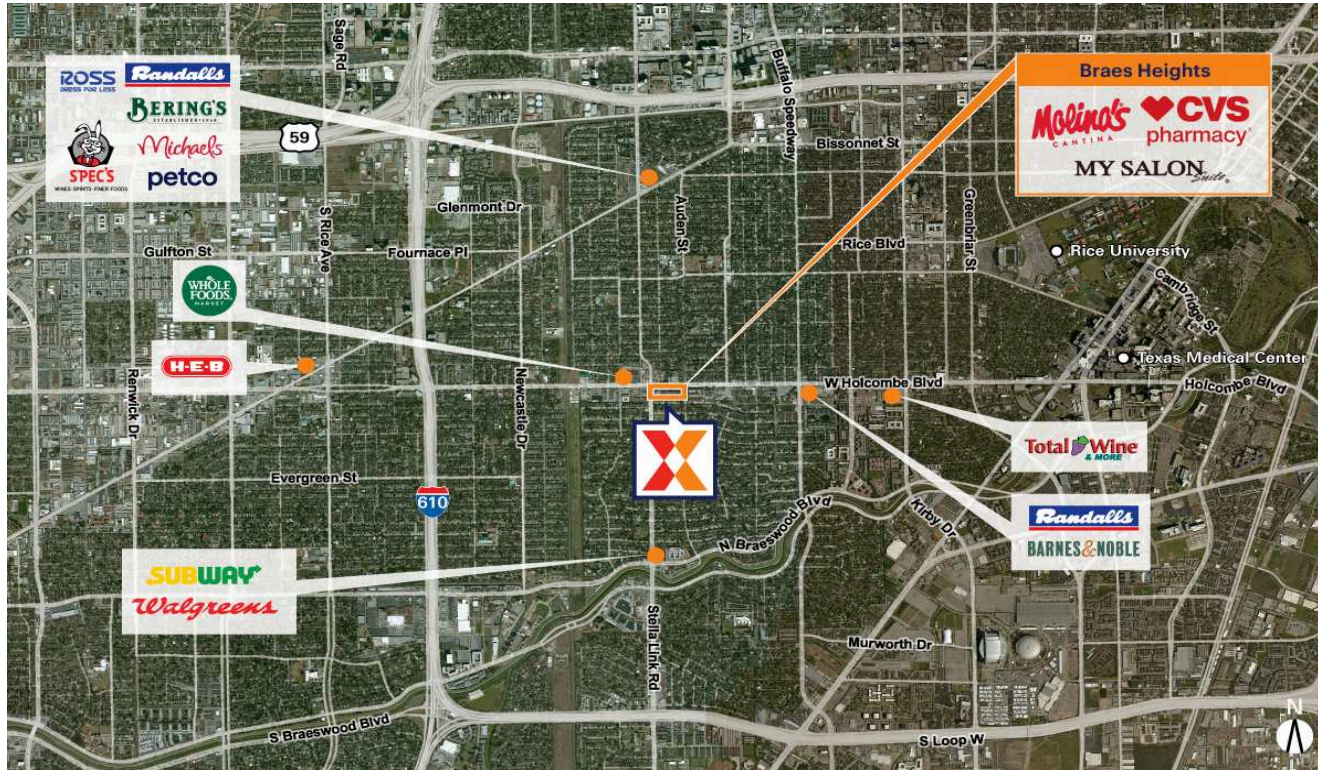 Sage Rd
Buffalo Speedway
ROSS
DRESS FOR LESS
Randalls
BERING'S
ESTABLISHED 1940
SPEC'S
WINES·SPIRITS·FINER FOODS
Michaels
petco
59
Braes Heights
Molina's
CANTINA
CVS
pharmacy
MY SALON
Suite
Bissonnet St
S Rice Ave
Glenmont Dr
Auden St
Greenbriar St
Gulfton St
Fournace Pl
Rice Blvd
Rice University
Cambridge St
WHOLE
FOODS
MARKET
H-E-B
Renwick Dr
Newcastle Dr
W Holcombe Blvd
Texas Medical Center
Holcombe Blvd
Total Wine
& MORE
Evergreen St
610
N Braeswood Blvd
Kirby Dr
Randalls
BARNES&NOBLE
SUBWAY
Walgreens
Stella Link Rd
Murworth Dr
S Braeswood Blvd
S Loop W
N